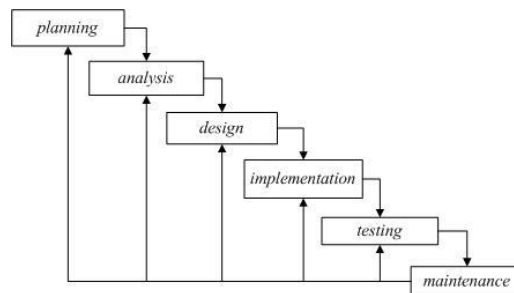 planning
analysis
design
implementation
testing
maintenance